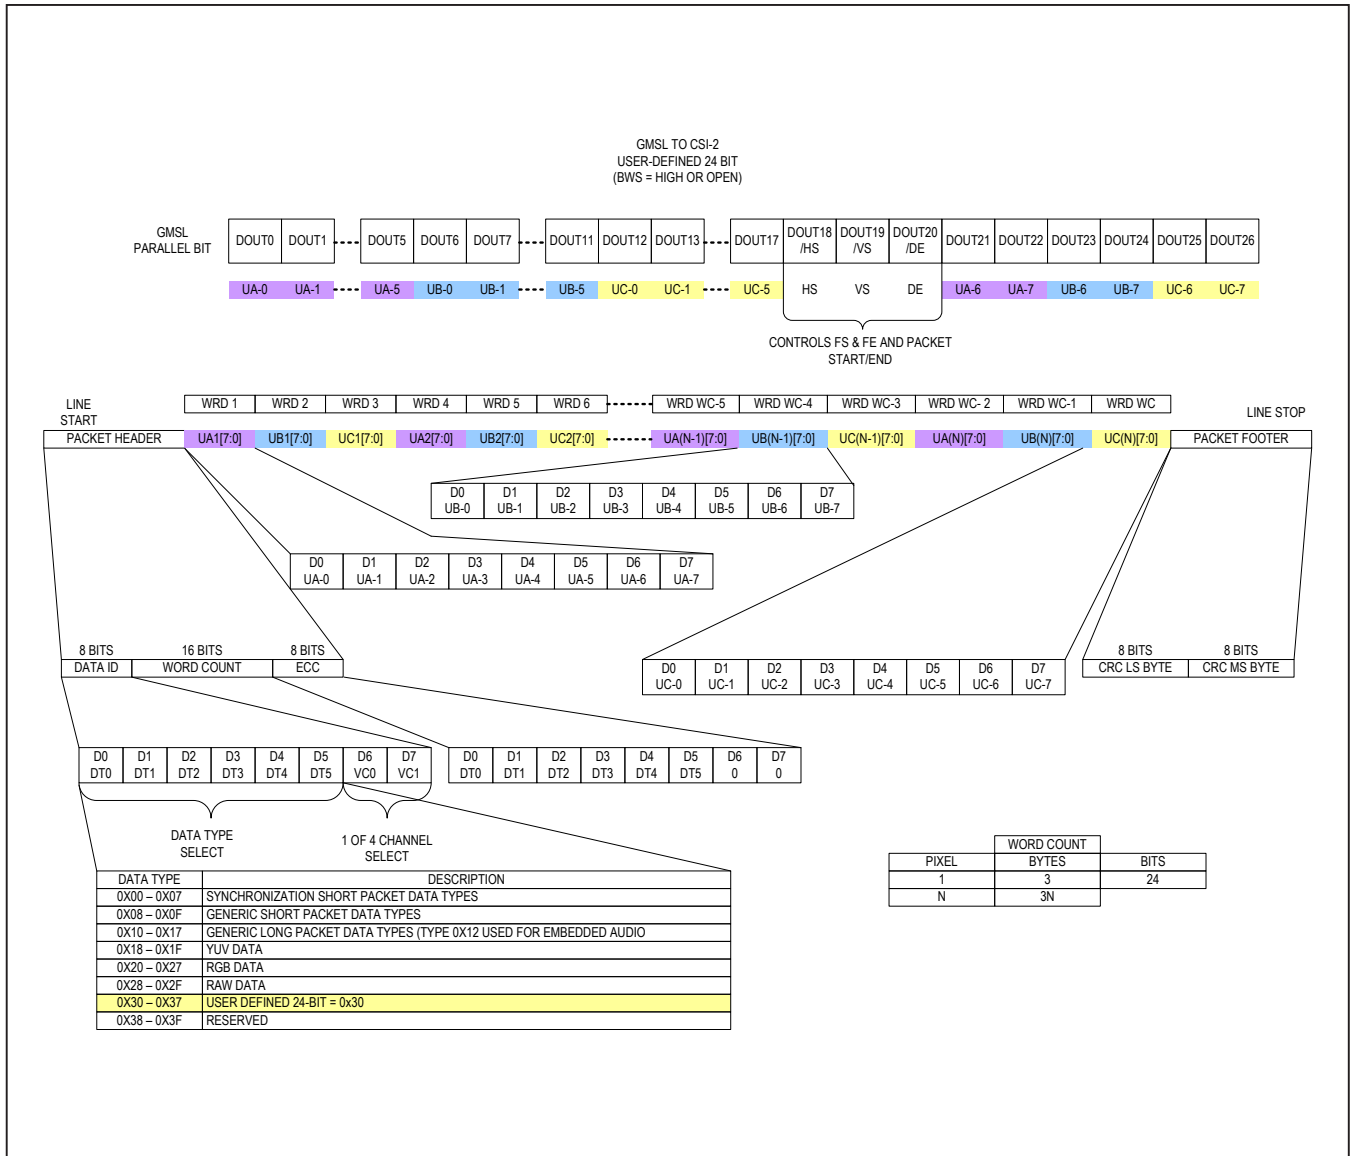 GMSL TO CSI-2
USER-DEFINED 24 BIT
(BWS = HIGH OR OPEN)
GMSL
PARALLEL BIT
DOUT0 DOUT1 DOUT5 DOUT6 DOUT7 DOUT11 DOUT12 DOUT13 DOUT17 DOUT18 /HS DOUT19 /VS DOUT20 /DE DOUT21 DOUT22 DOUT23 DOUT24 DOUT25 DOUT26
UA-0 UA-1 UA-5 UB-0 UB-1 UB-5 UC-0 UC-1 UC-5 HS VS DE UA-6 UA-7 UB-6 UB-7 UC-6 UC-7
CONTROLS FS & FE AND PACKET
START/END
LINE
START
WRD 1 WRD 2 WRD 3 WRD 4 WRD 5 WRD 6 WRD WC-5 WRD WC-4 WRD WC-3 WRD WC- 2 WRD WC-1 WRD WC
LINE STOP
PACKET HEADER UA1[7:0] UB1[7:0] UC1[7:0] UA2[7:0] UB2[7:0] UC2[7:0] UA(N-1)[7:0] UB(N-1)[7:0] UC(N-1)[7:0] UA(N)[7:0] UB(N)[7:0] UC(N)[7:0] PACKET FOOTER
D0 D1 D2 D3 D4 D5 D6 D7
UB-0 UB-1 UB-2 UB-3 UB-4 UB-5 UB-6 UB-7
D0 D1 D2 D3 D4 D5 D6 D7
UA-0 UA-1 UA-2 UA-3 UA-4 UA-5 UA-6 UA-7
8 BITS 16 BITS 8 BITS
DATA ID WORD COUNT ECC
D0 D1 D2 D3 D4 D5 D6 D7
UC-0 UC-1 UC-2 UC-3 UC-4 UC-5 UC-6 UC-7
8 BITS 8 BITS
CRC LS BYTE CRC MS BYTE
D0 D1 D2 D3 D4 D5 D6 D7
DT0 DT1 DT2 DT3 DT4 DT5 VC0 VC1
D0 D1 D2 D3 D4 D5 D6 D7
DT0 DT1 DT2 DT3 DT4 DT5 0 0
DATA TYPE
SELECT
1 OF 4 CHANNEL
SELECT
DATA TYPE DESCRIPTION
0X00 – 0X07 SYNCHRONIZATION SHORT PACKET DATA TYPES
0X08 – 0X0F GENERIC SHORT PACKET DATA TYPES
0X10 – 0X17 GENERIC LONG PACKET DATA TYPES (TYPE 0X12 USED FOR EMBEDDED AUDIO
0X18 – 0X1F YUV DATA
0X20 – 0X27 RGB DATA
0X28 – 0X2F RAW DATA
0X30 – 0X37 USER DEFINED 24-BIT = 0x30
0X38 – 0X3F RESERVED
WORD COUNT
PIXEL BYTES BITS
1 3 24
N 3N